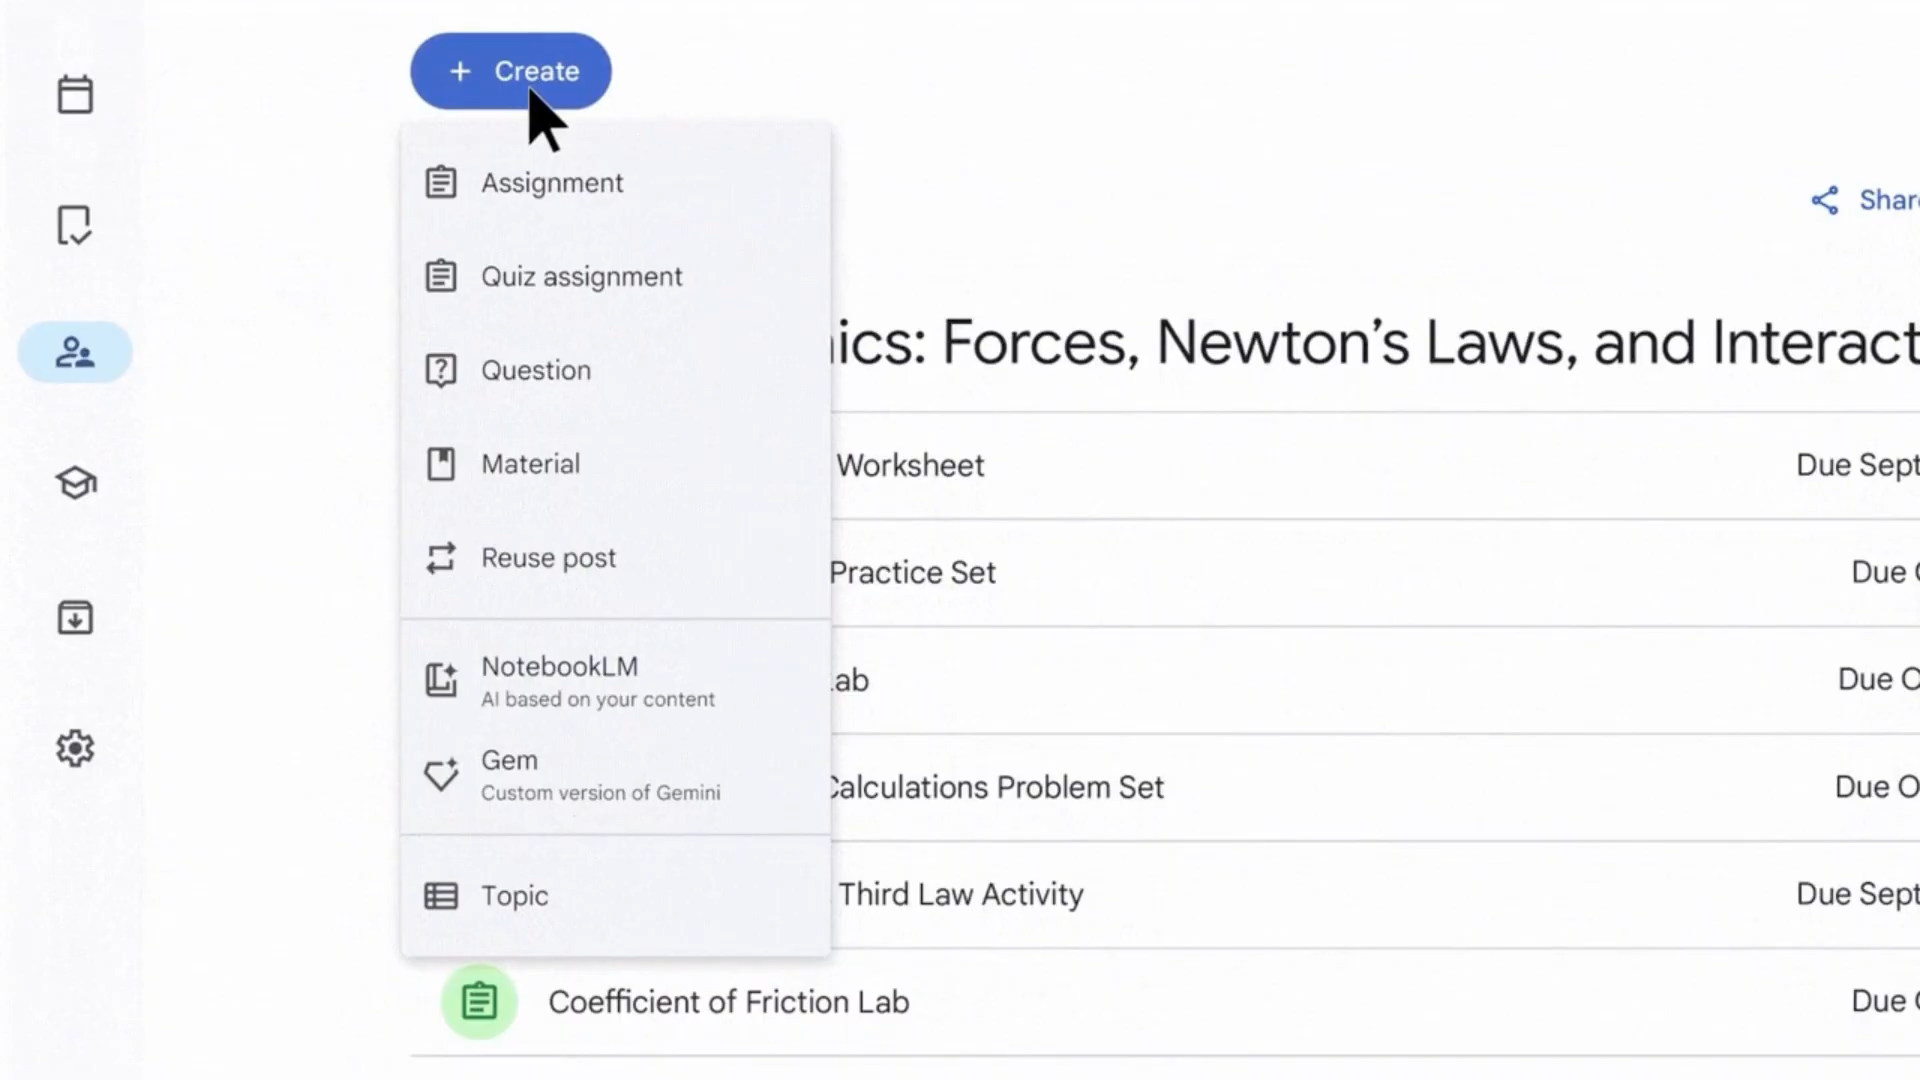 Create
Assignment
Share
Quiz assignment
ics: Forces, Newton's Laws, and Interact
Question
Material
Worksheet
Due Sept
Reuse post
Practice Set
Due
NotebookLM
AI based on your content
Lab
Due O
Gem
Custom version of Gemini
Calculations Problem Set
Due O
Topic
Third Law Activity
Due Sept
Coefficient of Friction Lab
Due